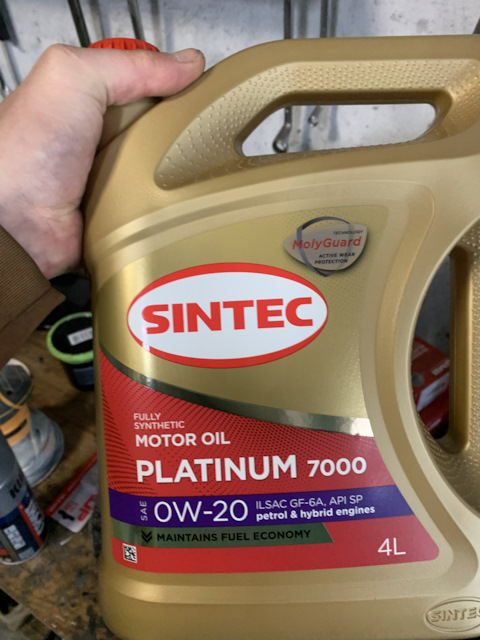 TECHNOLOGY
MolyGuard
ACTIVE WEAR
PROTECTION
SINTEC
FULLY
SYNTHETIC
MOTOR OIL
PLATINUM 7000
SAE 0W-20 ILSAC GF-6A, API SP
petrol & hybrid engines
MAINTAINS FUEL ECONOMY
4L
SINTEC